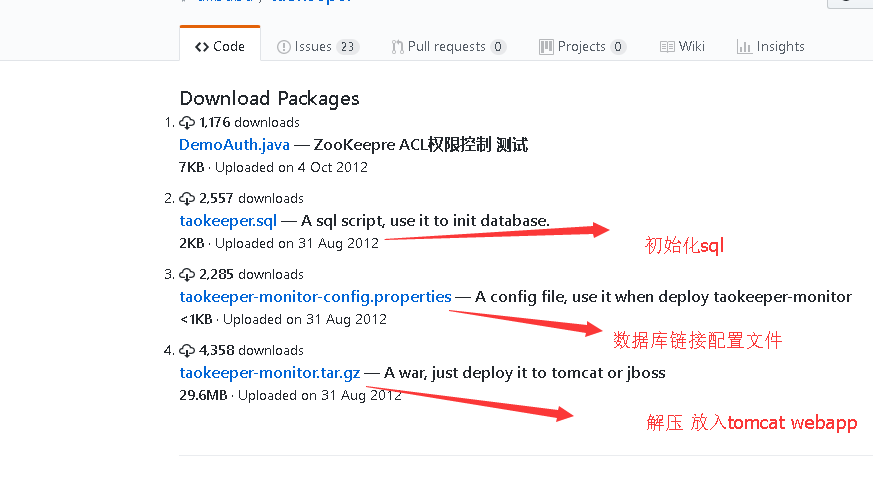 Code Issues 23 Pull requests 0 Projects 0 Wiki Insights
Download Packages
1. 1,176 downloads
DemoAuth.java — ZooKeepre ACL权限控制 测试
7KB · Uploaded on 4 Oct 2012
2. 2,557 downloads
taokeeper.sql — A sql script, use it to init database.
2KB · Uploaded on 31 Aug 2012
初始化sql
3. 2,285 downloads
taokeeper-monitor-config.properties — A config file, use it when deploy taokeeper-monitor
<1KB · Uploaded on 31 Aug 2012
数据库链接配置文件
4. 4,358 downloads
taokeeper-monitor.tar.gz — A war, just deploy it to tomcat or jboss
29.6MB · Uploaded on 31 Aug 2012
解压 放入tomcat webapp